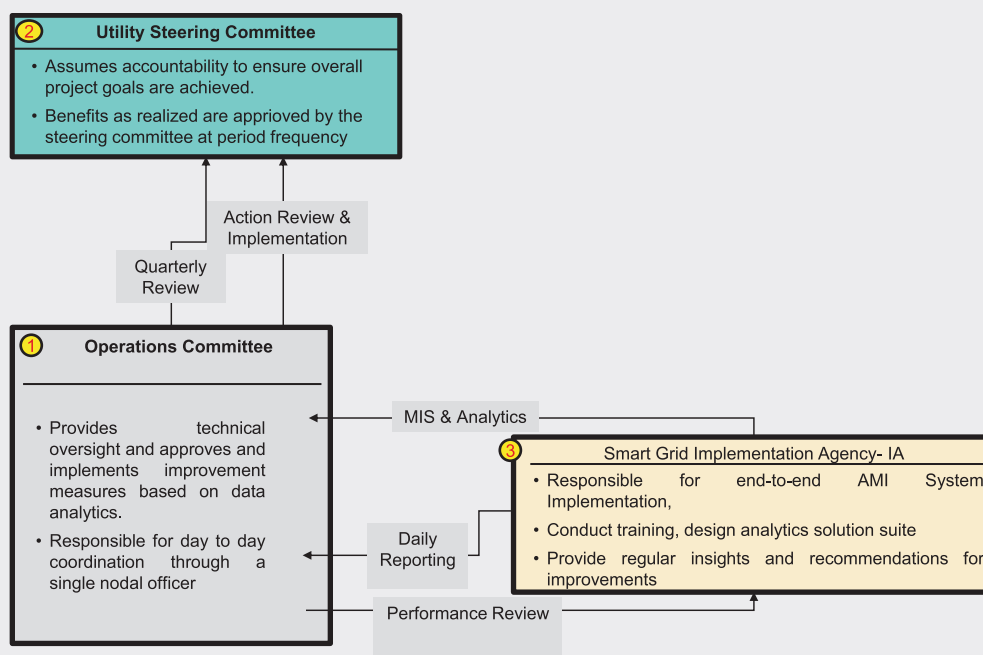 2
Utility Steering Committee
• Assumes accountability to ensure overall
project goals are achieved.
• Benefits as realized are apprioved by the
steering committee at period frequency
Action Review &
Implementation
Quarterly
Review
1
Operations Committee
• Provides technical
oversight and approves and
implements improvement
measures based on data
analytics.
• Responsible for day to day
coordination through a
single nodal officer
MIS & Analytics
3
Smart Grid Implementation Agency- IA
• Responsible for end-to-end AMI System
Implementation,
• Conduct training, design analytics solution suite
• Provide regular insights and recommendations for
improvements
Daily
Reporting
Performance Review